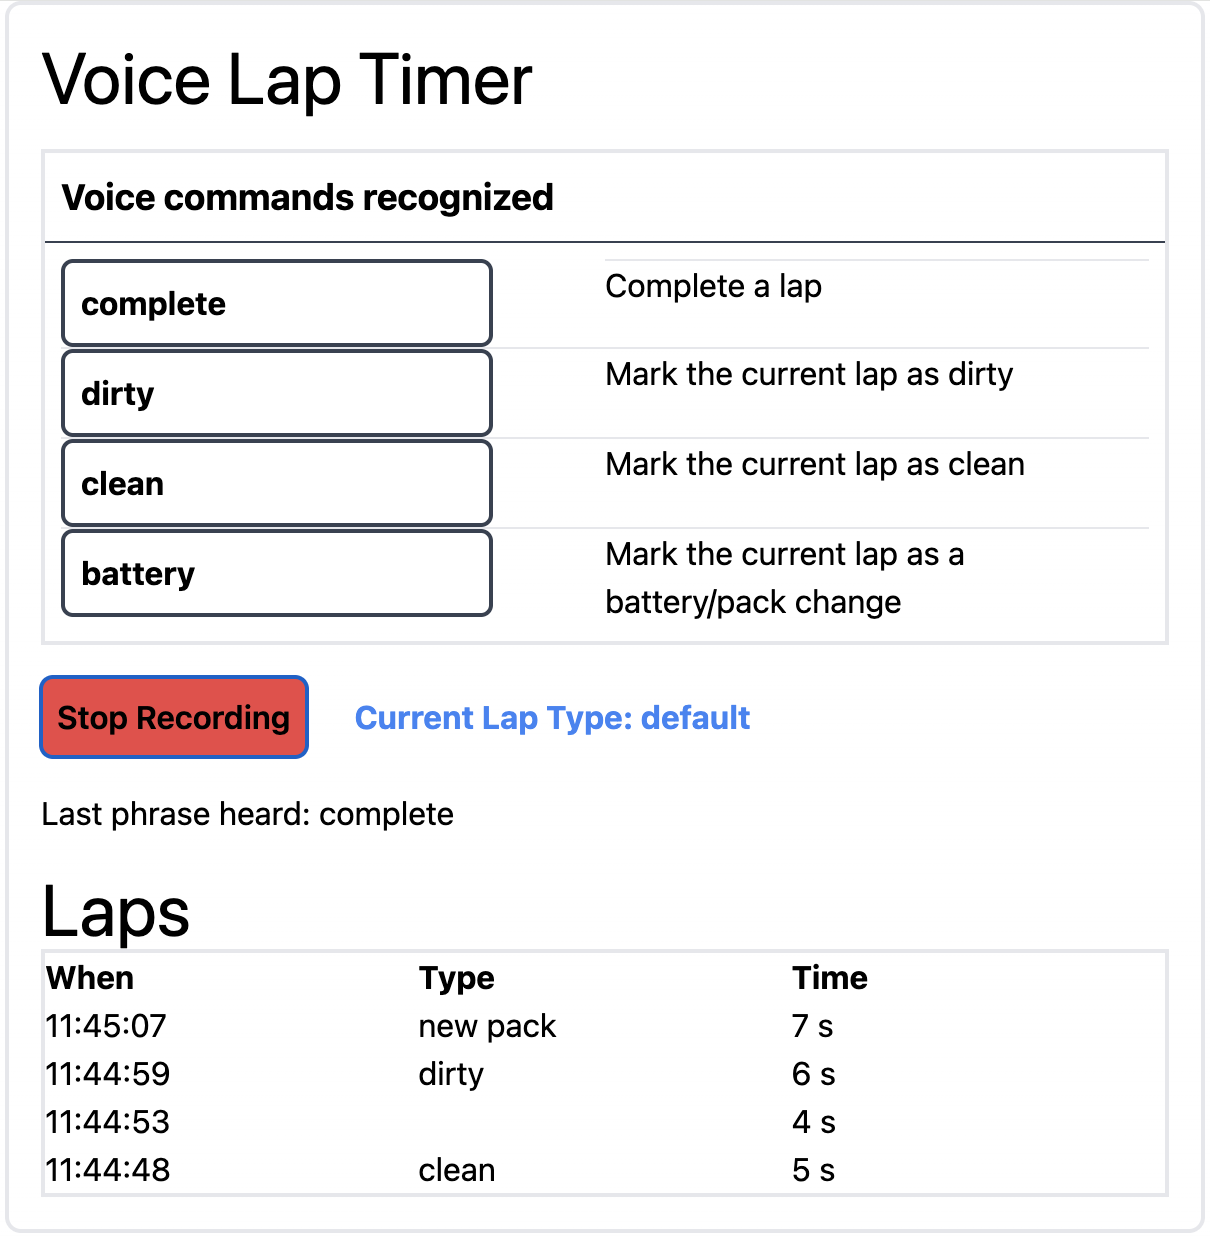 Voice Lap Timer
Voice commands recognized
complete
Complete a lap
dirty
Mark the current lap as dirty
clean
Mark the current lap as clean
battery
Mark the current lap as a
battery/pack change
Stop Recording
Current Lap Type: default
Last phrase heard: complete
Laps
When Type Time
11:45:07 new pack 7 s
11:44:59 dirty 6 s
11:44:53 4 s
11:44:48 clean 5 s